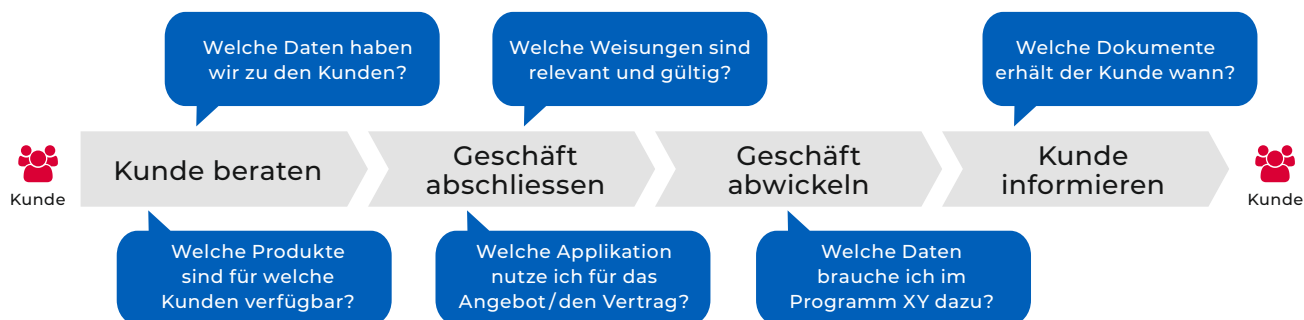 Welche Daten haben
wir zu den Kunden?
Welche Weisungen sind
relevant und gültig?
Welche Dokumente
erhält der Kunde wann?
Kunde
Kunde beraten
Geschäft
abschliessen
Geschäft
abwickeln
Kunde
informieren
Kunde
Welche Produkte
sind für welche
Kunden verfügbar?
Welche Applikation
nutze ich für das
Angebot/den Vertrag?
Welche Daten
brauche ich im
Programm XY dazu?